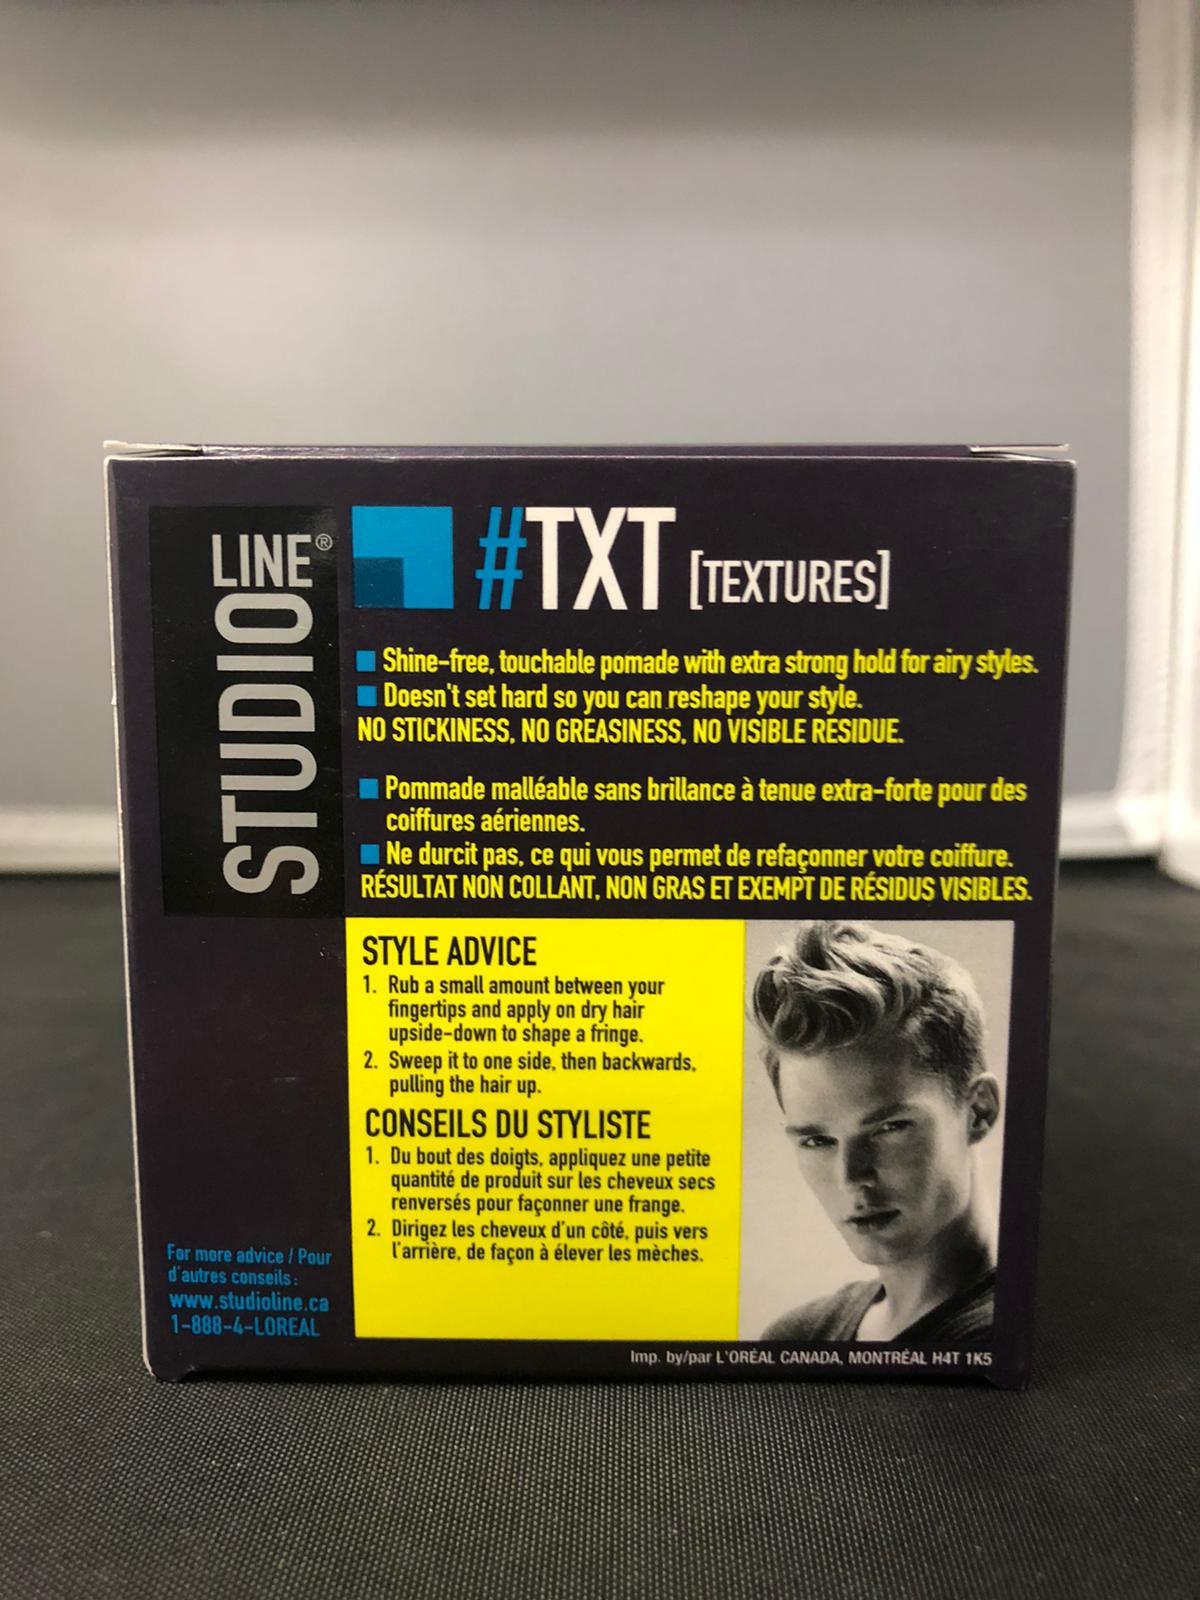 STUDIO LINE®
#TXT [TEXTURES]
Shine-free, touchable pomade with extra strong hold for airy styles.
Doesn't set hard so you can reshape your style.
NO STICKINESS, NO GREASINESS, NO VISIBLE RESIDUE.
Pommade malléable sans brillance à tenue extra-forte pour des
coiffures aériennes.
Ne durcit pas, ce qui vous permet de refaçonner votre coiffure.
RÉSULTAT NON COLLANT, NON GRAS ET EXEMPT DE RÉSIDUS VISIBLES.
STYLE ADVICE
1. Rub a small amount between your
fingertips and apply on dry hair
upside-down to shape a fringe.
2. Sweep it to one side, then backwards,
pulling the hair up.
CONSEILS DU STYLISTE
1. Du bout des doigts, appliquez une petite
quantité de produit sur les cheveux secs
renversés pour façonner une frange.
2. Dirigez les cheveux d'un côté, puis vers
l'arrière, de façon à élever les mèches.
For more advice / Pour
d'autres conseils :
www.studioline.ca
1-888-4-LOREAL
Imp. by/par L'ORÉAL CANADA, MONTRÉAL H4T 1K5